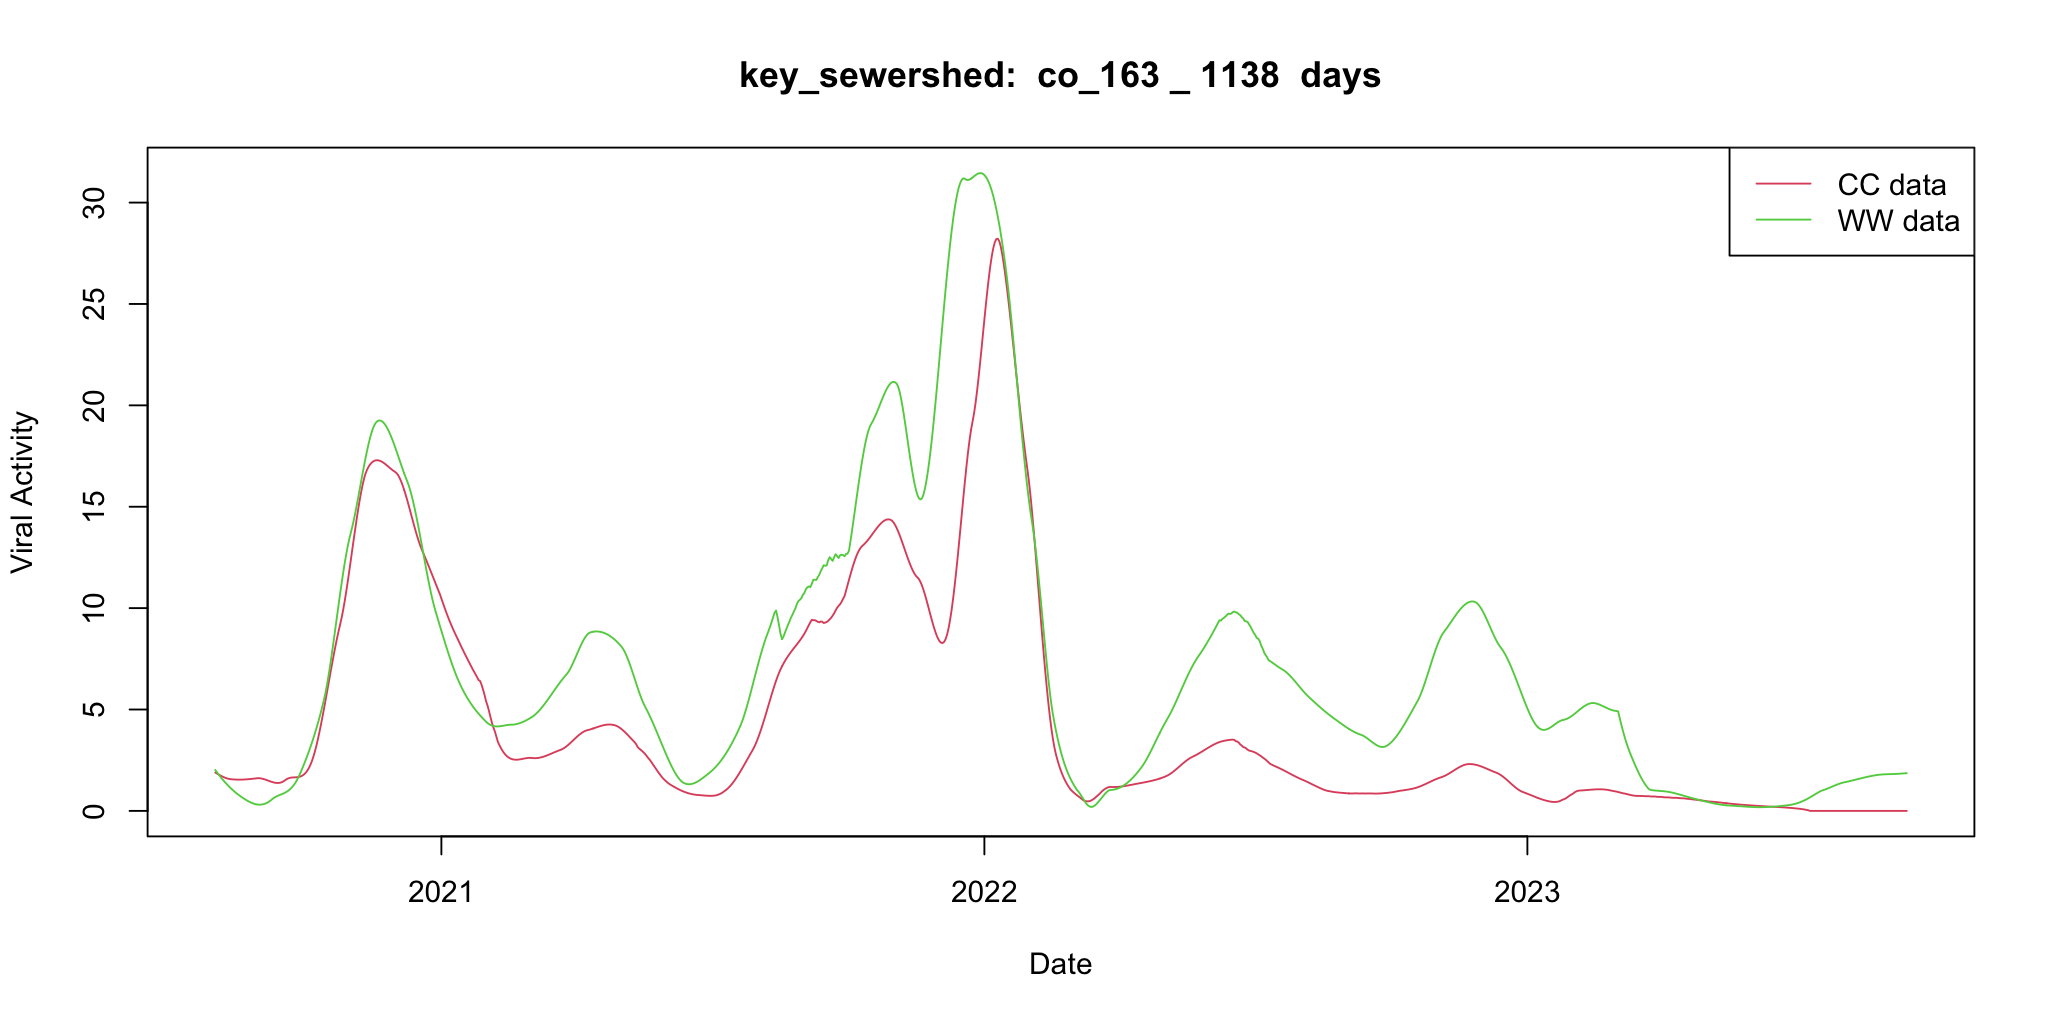 key_sewershed:  co_163 _ 1138  days
CC data
WW data
Viral Activity
30
25
20
15
10
5
0
2021
2022
2023
Date